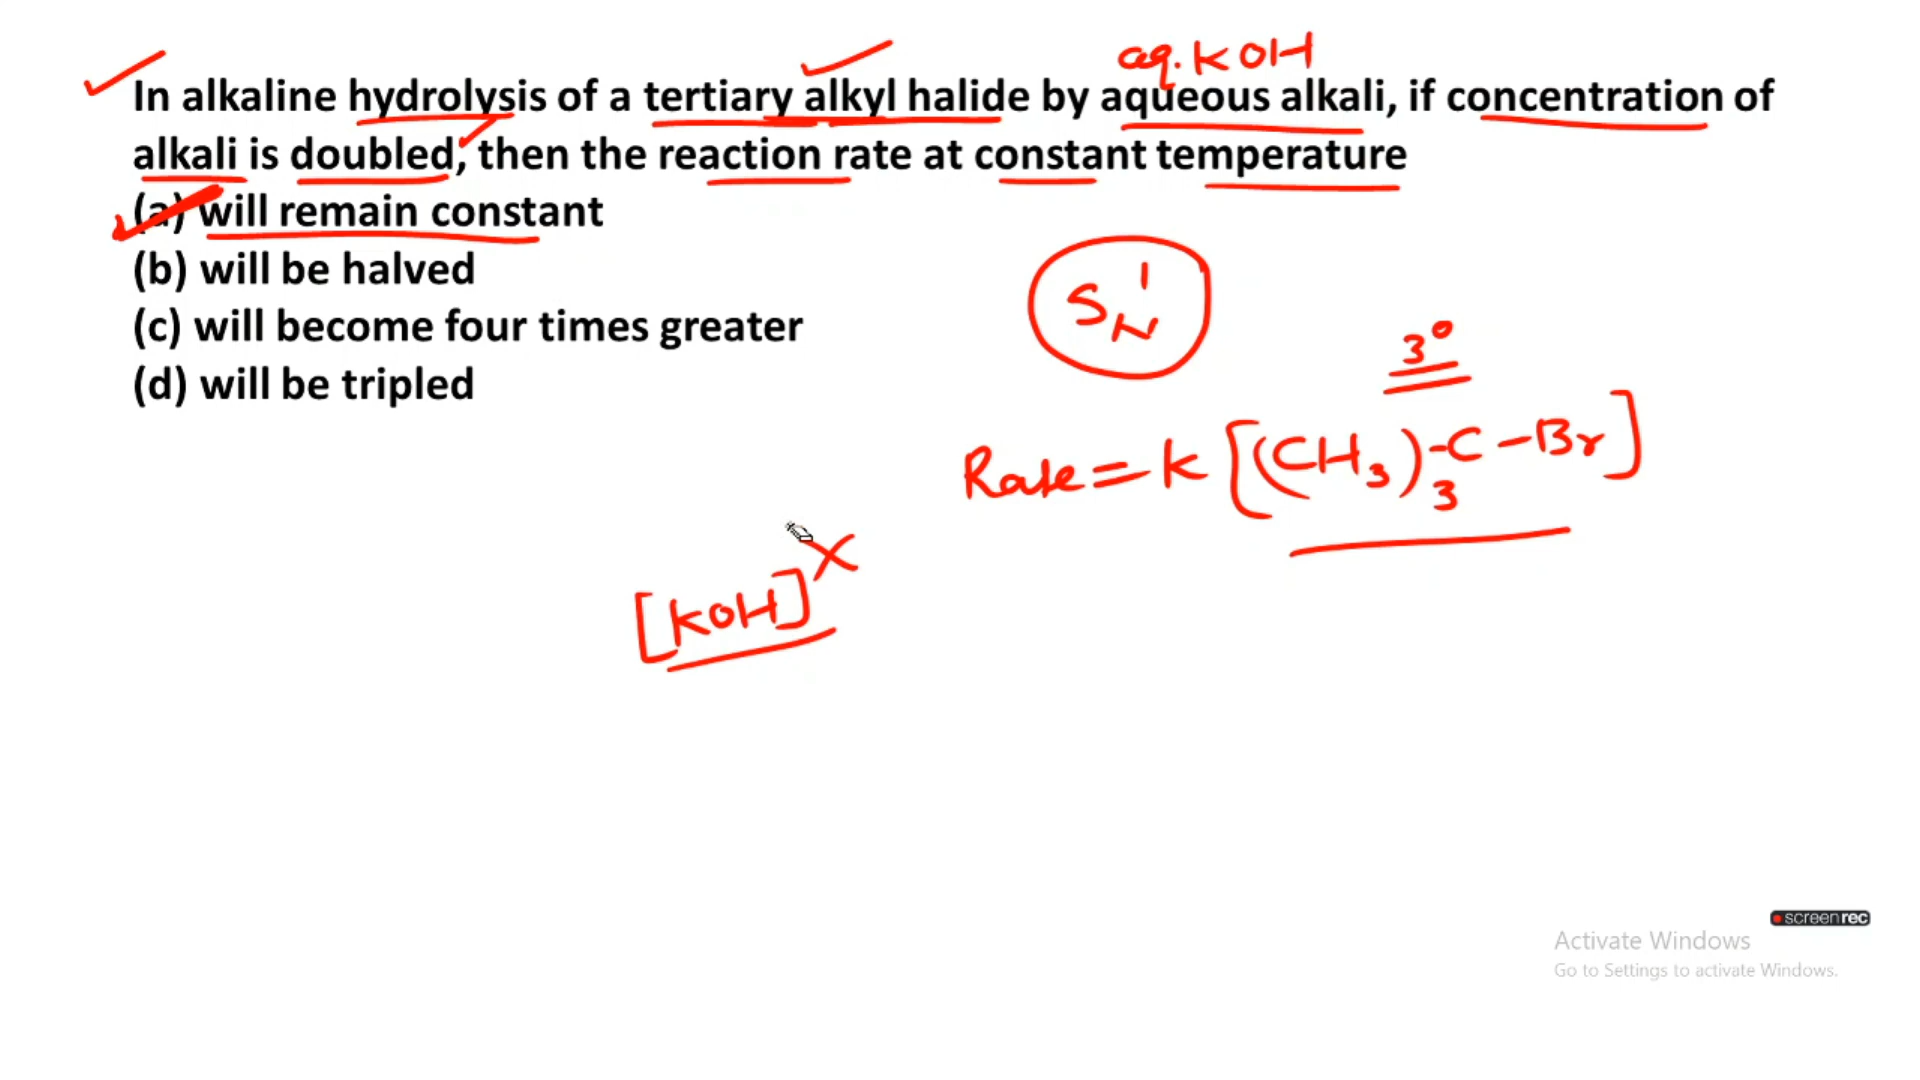 aq. KOH
In alkaline hydrolysis of a tertiary alkyl halide by aqueous alkali, if concentration of
alkali is doubled, then the reaction rate at constant temperature
(a) will remain constant
(b) will be halved
(c) will become four times greater
(d) will be tripled
SN1
3°
Rate = K [(CH3)3-C-Br]
[KOH]X
screenrec
Activate Windows
Go to Settings to activate Windows.